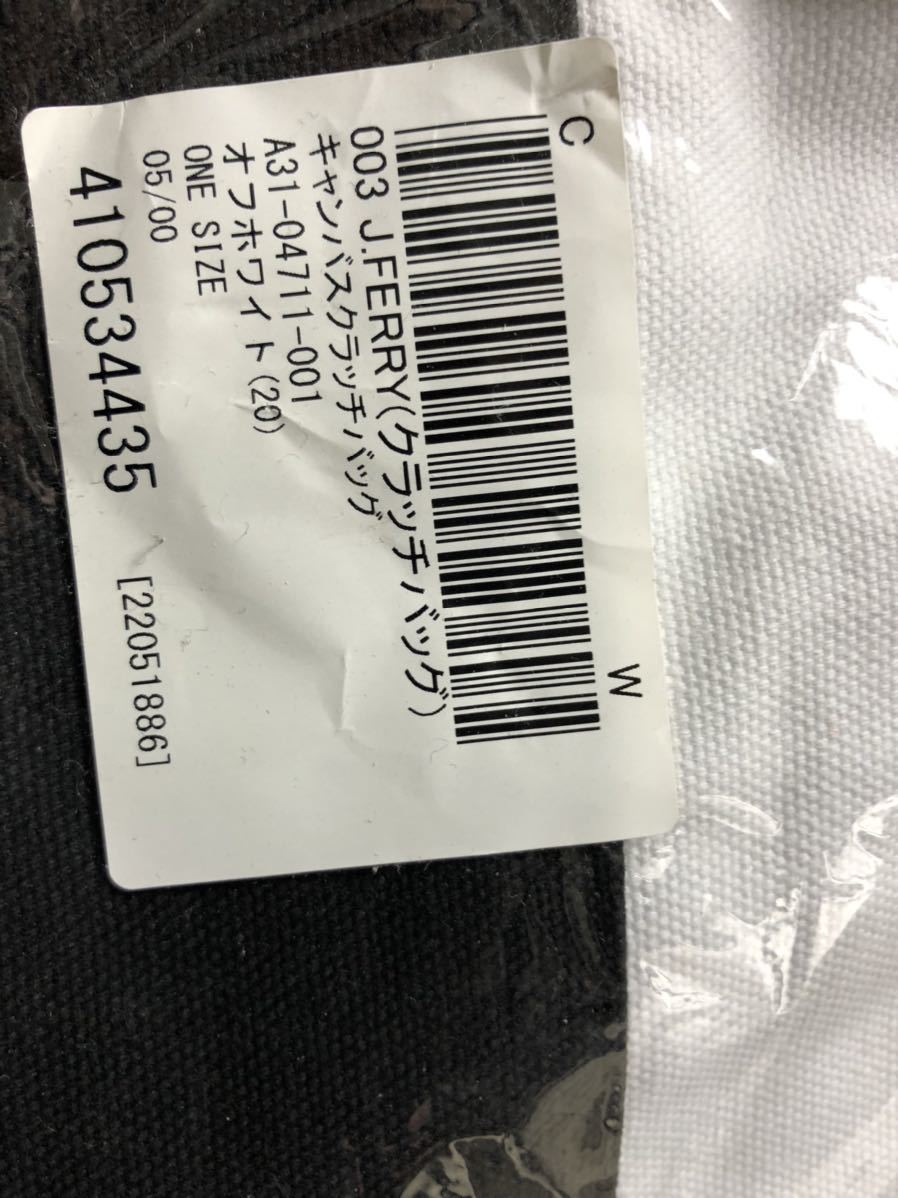 C W
003 J.FERRY(クラッチバッグ)
キャンバスクラッチバッグ
A31-04711-001
オフホワイト(20)
ONE SIZE
05/00
410534435 [22051886]